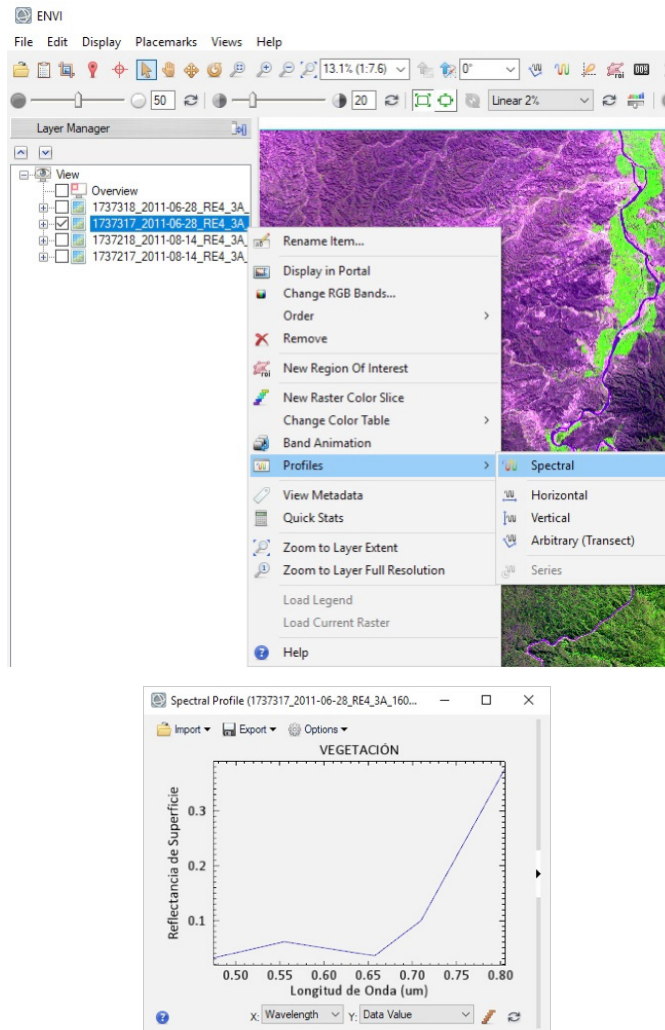 ENVI
File Edit Display Placemarks Views Help
13.1% (1:7.6) 0°
50 20 Linear 2%
Layer Manager
View
Overview
1737318_2011-06-28_RE4_3A_
1737317_2011-06-28_RE4_3A_
1737218_2011-08-14_RE4_3A_
1737217_2011-08-14_RE4_3A_
Rename Item...
Display in Portal
Change RGB Bands...
Order
Remove
New Region Of Interest
New Raster Color Slice
Change Color Table
Band Animation
Profiles
Spectral
Horizontal
Vertical
Arbitrary (Transect)
Series
View Metadata
Quick Stats
Zoom to Layer Extent
Zoom to Layer Full Resolution
Load Legend
Load Current Raster
Help
Spectral Profile (1737317_2011-06-28_RE4_3A_160...
Import Export Options
VEGETACIÓN
Reflectancia de Superficie
0.3
0.2
0.1
0.50 0.55 0.60 0.65 0.70 0.75 0.80
Longitud de Onda (um)
X: Wavelength Y: Data Value